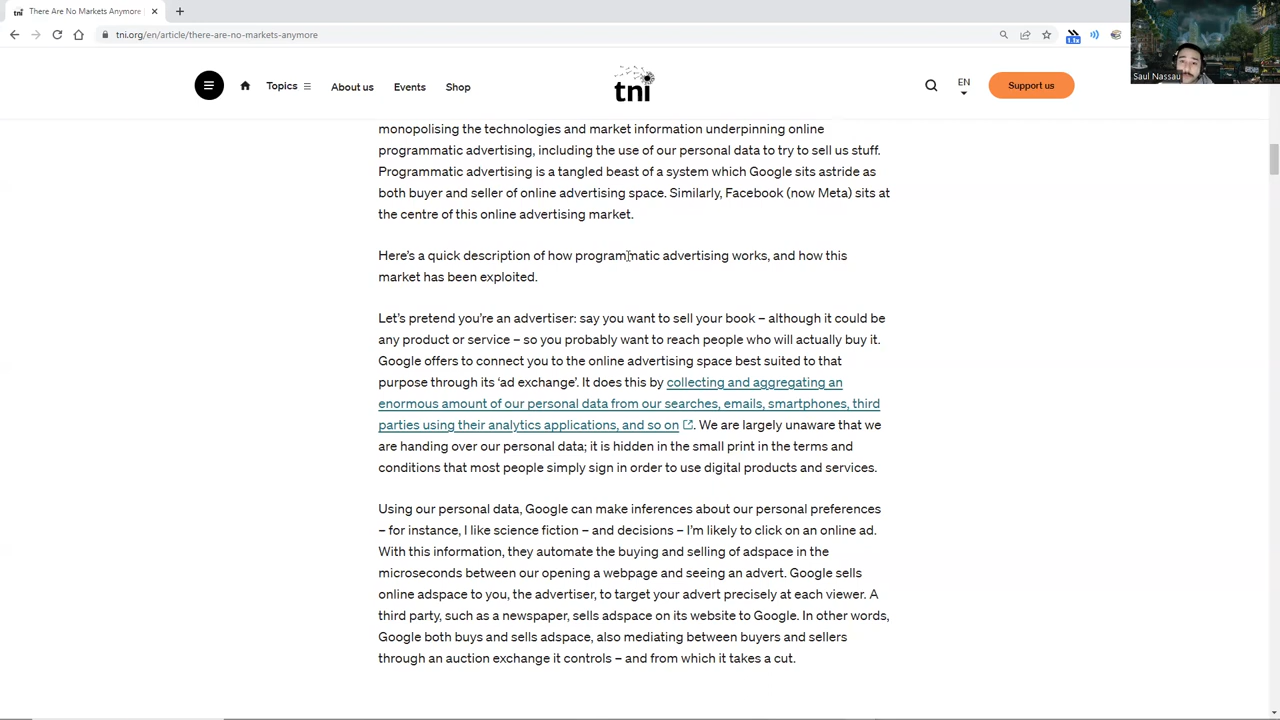 tni There Are No Markets Anymore
tni.org/en/article/there-are-no-markets-anymore
1.1x
Saul Nassau
Topics
About us
Events
Shop
tni
EN
Support us
monopolising the technologies and market information underpinning online
programmatic advertising, including the use of our personal data to try to sell us stuff.
Programmatic advertising is a tangled beast of a system which Google sits astride as
both buyer and seller of online advertising space. Similarly, Facebook (now Meta) sits at
the centre of this online advertising market.
Here's a quick description of how programmatic advertising works, and how this
market has been exploited.
Let's pretend you're an advertiser: say you want to sell your book – although it could be
any product or service – so you probably want to reach people who will actually buy it.
Google offers to connect you to the online advertising space best suited to that
purpose through its 'ad exchange'. It does this by collecting and aggregating an
enormous amount of our personal data from our searches, emails, smartphones, third
parties using their analytics applications, and so on. We are largely unaware that we
are handing over our personal data; it is hidden in the small print in the terms and
conditions that most people simply sign in order to use digital products and services.
Using our personal data, Google can make inferences about our personal preferences
– for instance, I like science fiction – and decisions – I'm likely to click on an online ad.
With this information, they automate the buying and selling of adspace in the
microseconds between our opening a webpage and seeing an advert. Google sells
online adspace to you, the advertiser, to target your advert precisely at each viewer. A
third party, such as a newspaper, sells adspace on its website to Google. In other words,
Google both buys and sells adspace, also mediating between buyers and sellers
through an auction exchange it controls – and from which it takes a cut.